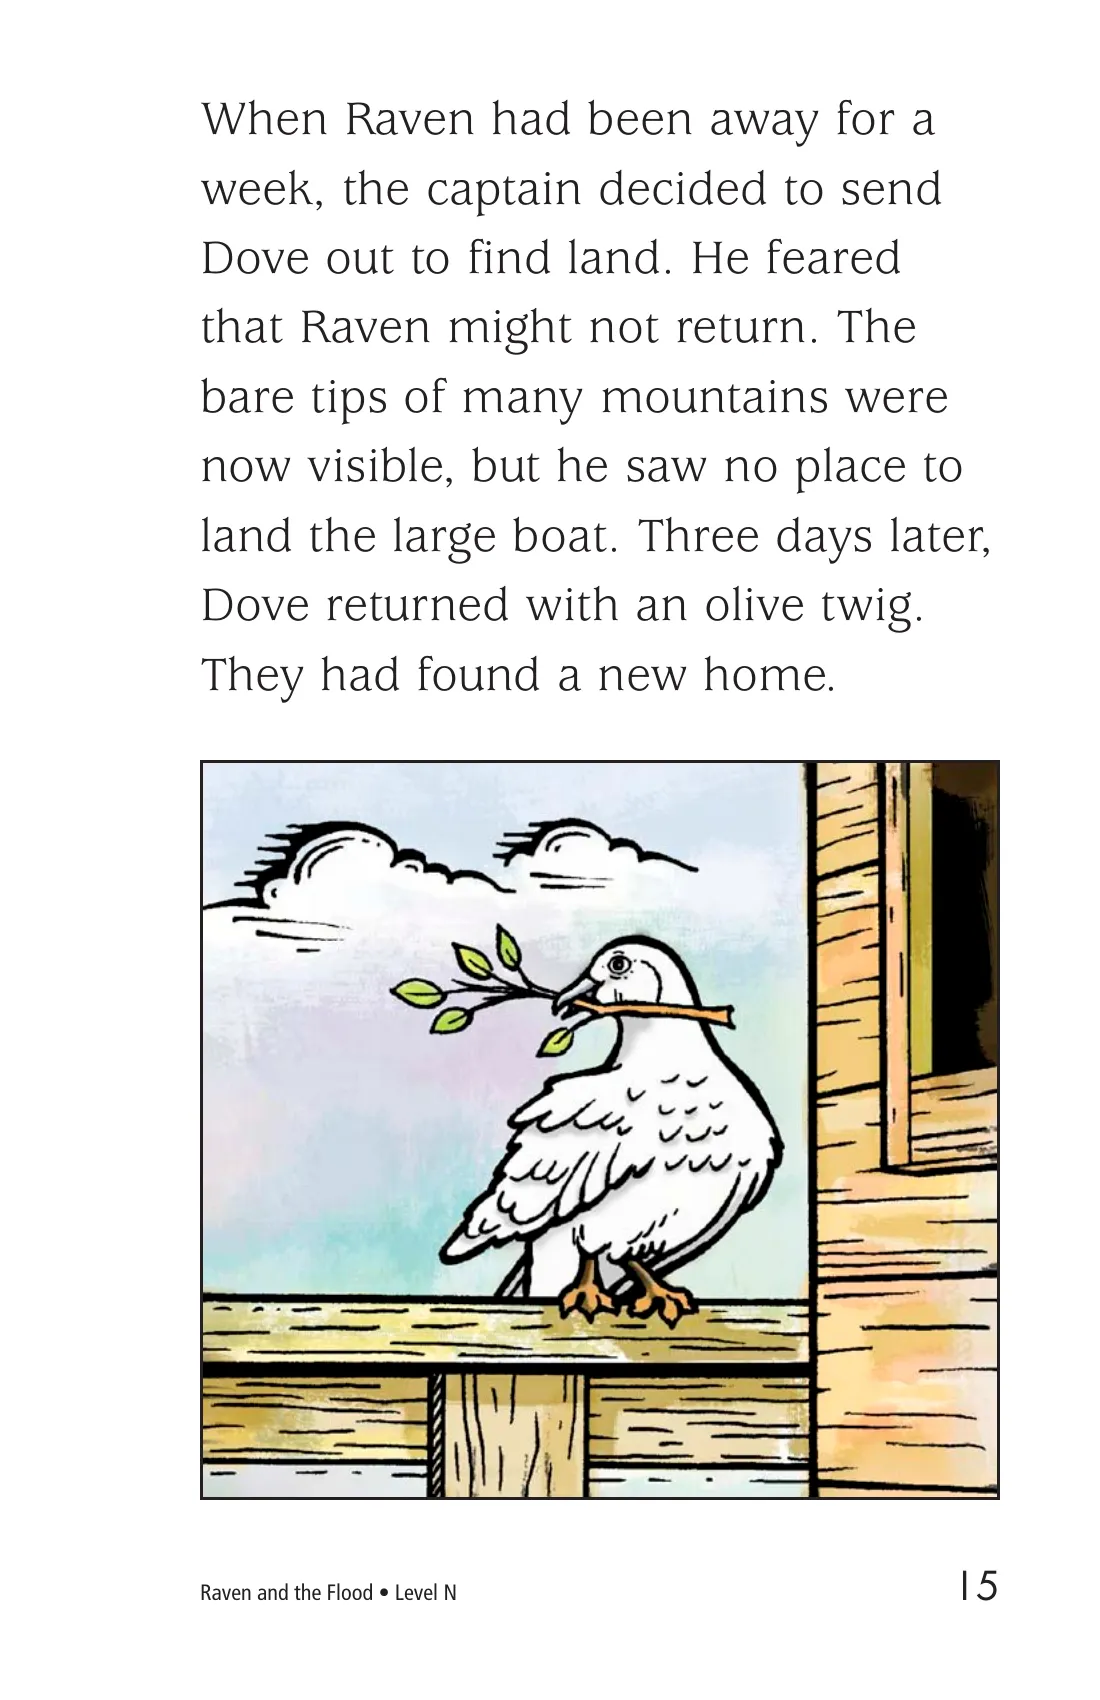 When Raven had been away for a
week, the captain decided to send
Dove out to find land. He feared
that Raven might not return. The
bare tips of many mountains were
now visible, but he saw no place to
land the large boat. Three days later,
Dove returned with an olive twig.
They had found a new home.
Raven and the Flood • Level N
15